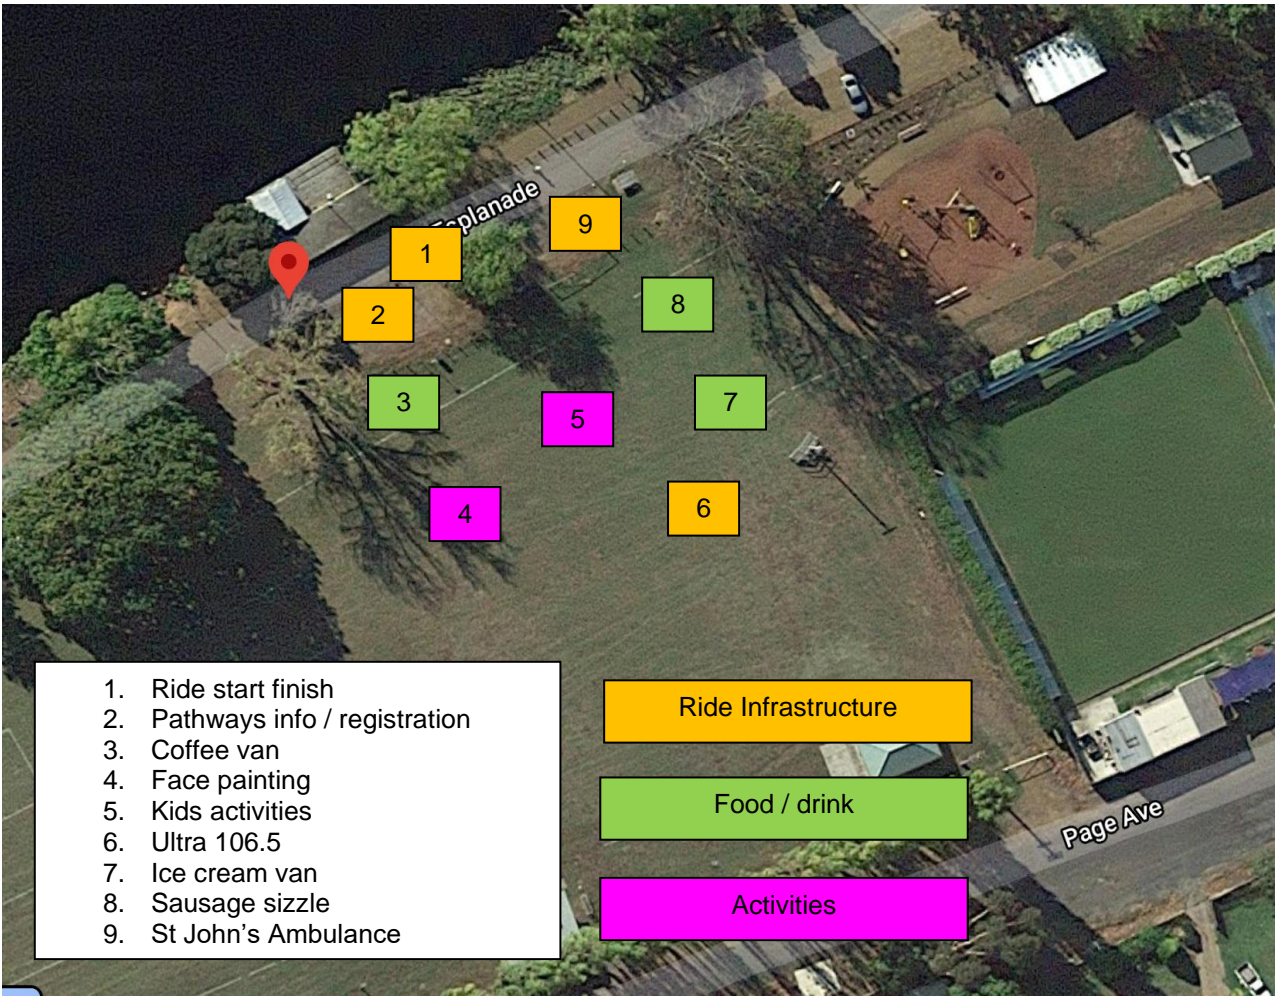 Esplanade
9
1
8
2
3
5
7
4
6
1. Ride start finish
2. Pathways info / registration
3. Coffee van
4. Face painting
5. Kids activities
6. Ultra 106.5
7. Ice cream van
8. Sausage sizzle
9. St John’s Ambulance
Ride Infrastructure
Food / drink
Activities
Page Ave